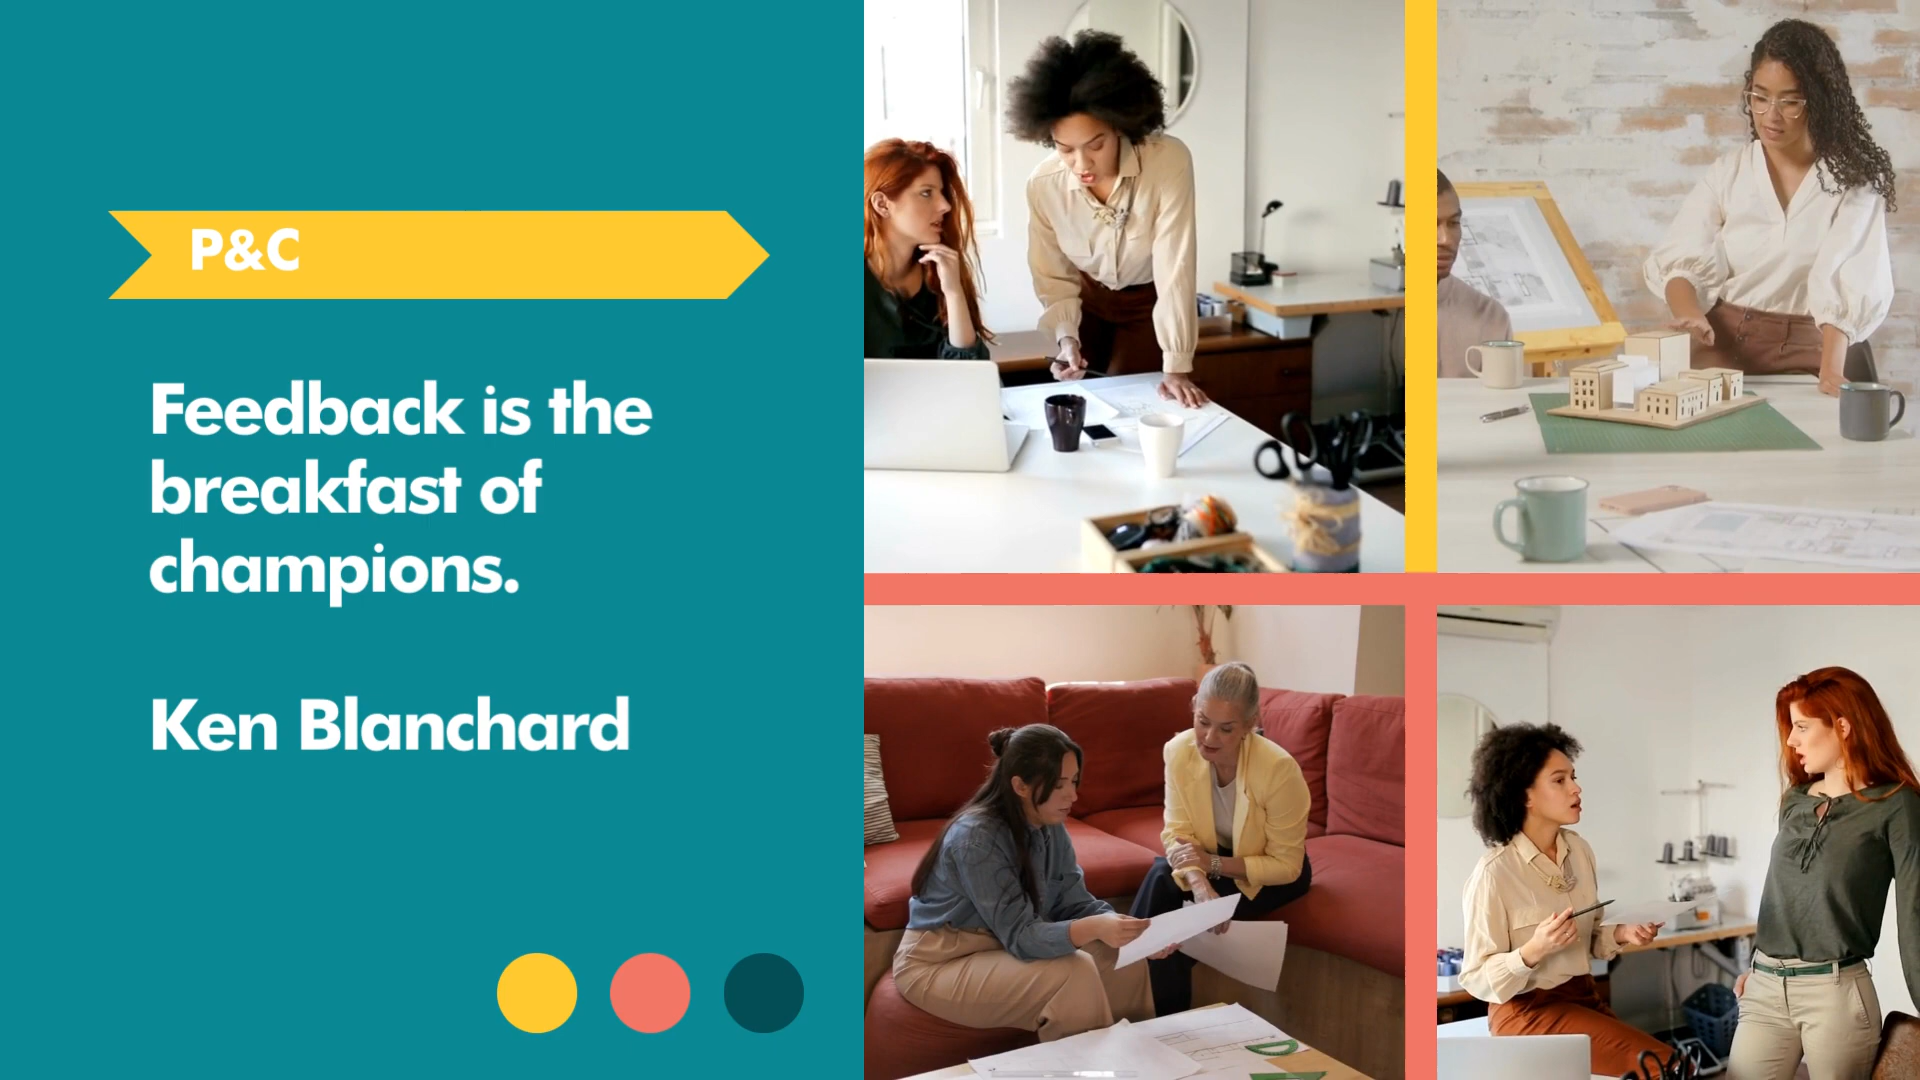 P&C
Feedback is the
breakfast of
champions.
Ken Blanchard